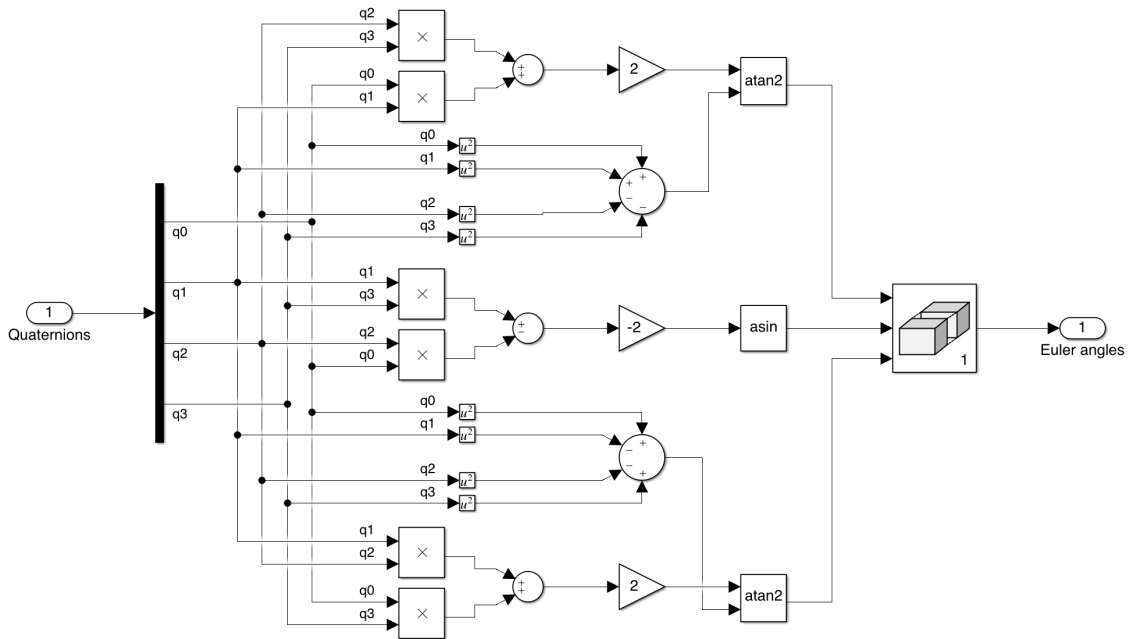 q2
q3
×
q0
q1
×
+
+
2
atan2
q0
u²
q1
u²
+
+
−
−
q2
u²
q3
u²
q0
q1
q2
q3
1
Quaternions
q1
q3
×
q2
q0
×
+
−
-2
asin
1
1
Euler angles
q0
u²
q1
u²
−
+
−
+
q2
u²
q3
u²
q1
q2
×
q0
q3
×
+
+
2
atan2